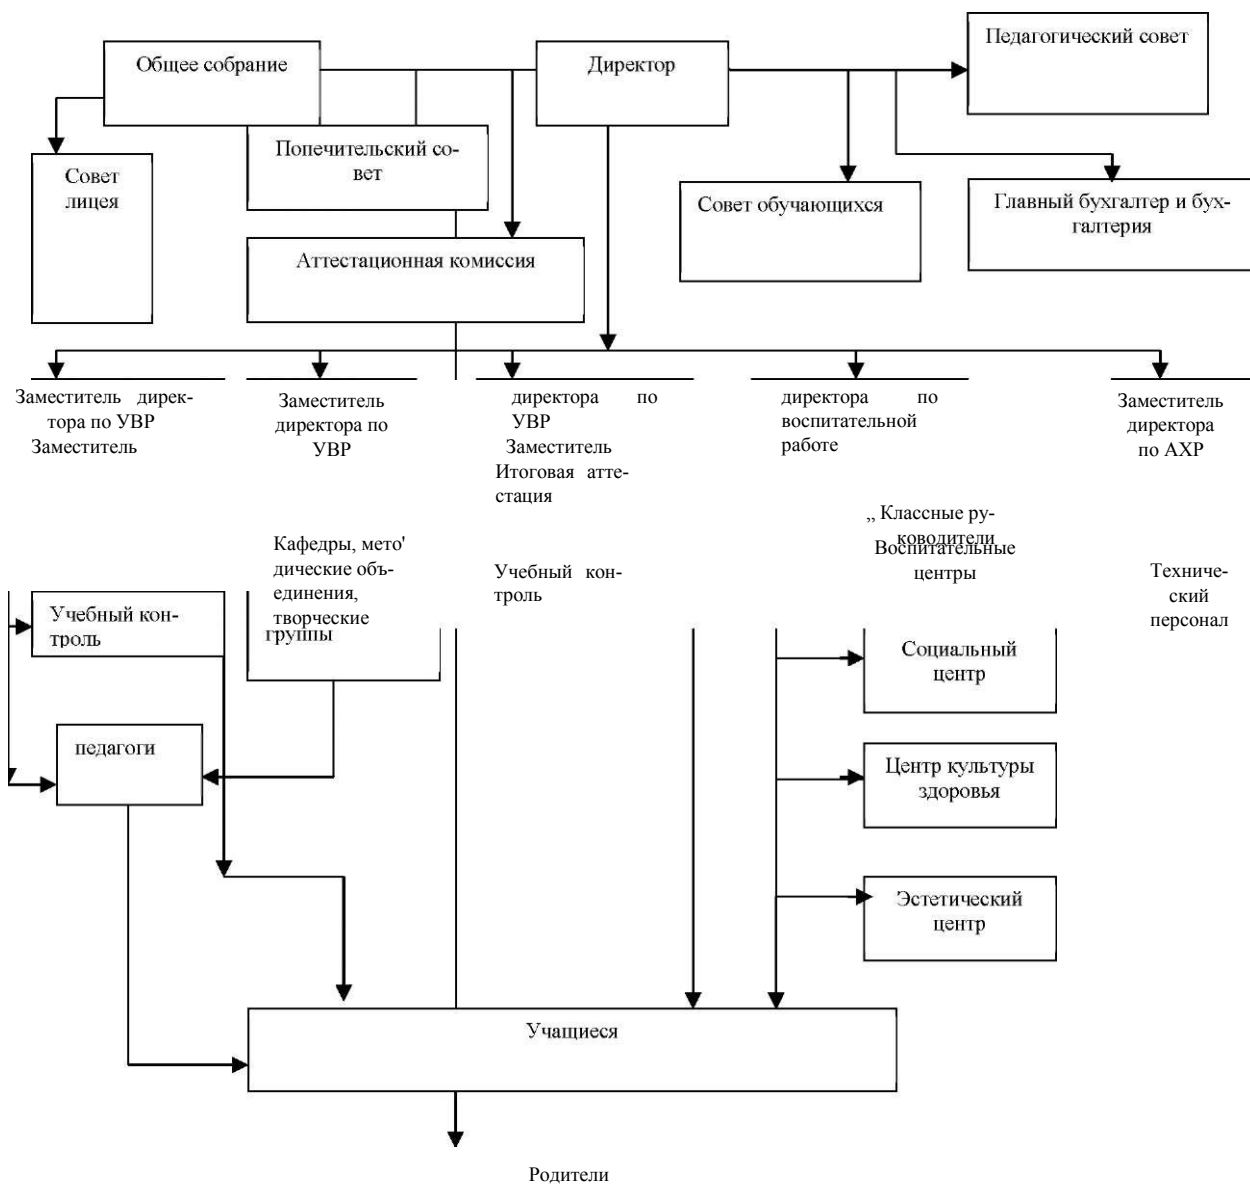 Общее собрание
Директор
Педагогический совет
Попечительский со-
вет
Совет
лицея
Совет обучающихся
Главный бухгалтер и бух-
галтерия
Аттестационная комиссия
Заместитель дирек-
тора по УВР
Заместитель
Заместитель
директора по
УВР
директора по
УВР
Заместитель
Итоговая атте-
стация
директора по
воспитательной
работе
Заместитель
директора
по АХР
„ Классные ру-
ководители
Воспитательные
центры
Кафедры, мето'
дические объ-
единения,
творческие
группы
Учебный кон-
троль
Техниче-
ский
персонал
Учебный кон-
троль
Социальный
центр
педагоги
Центр культуры
здоровья
Эстетический
центр
Учащиеся
Родители